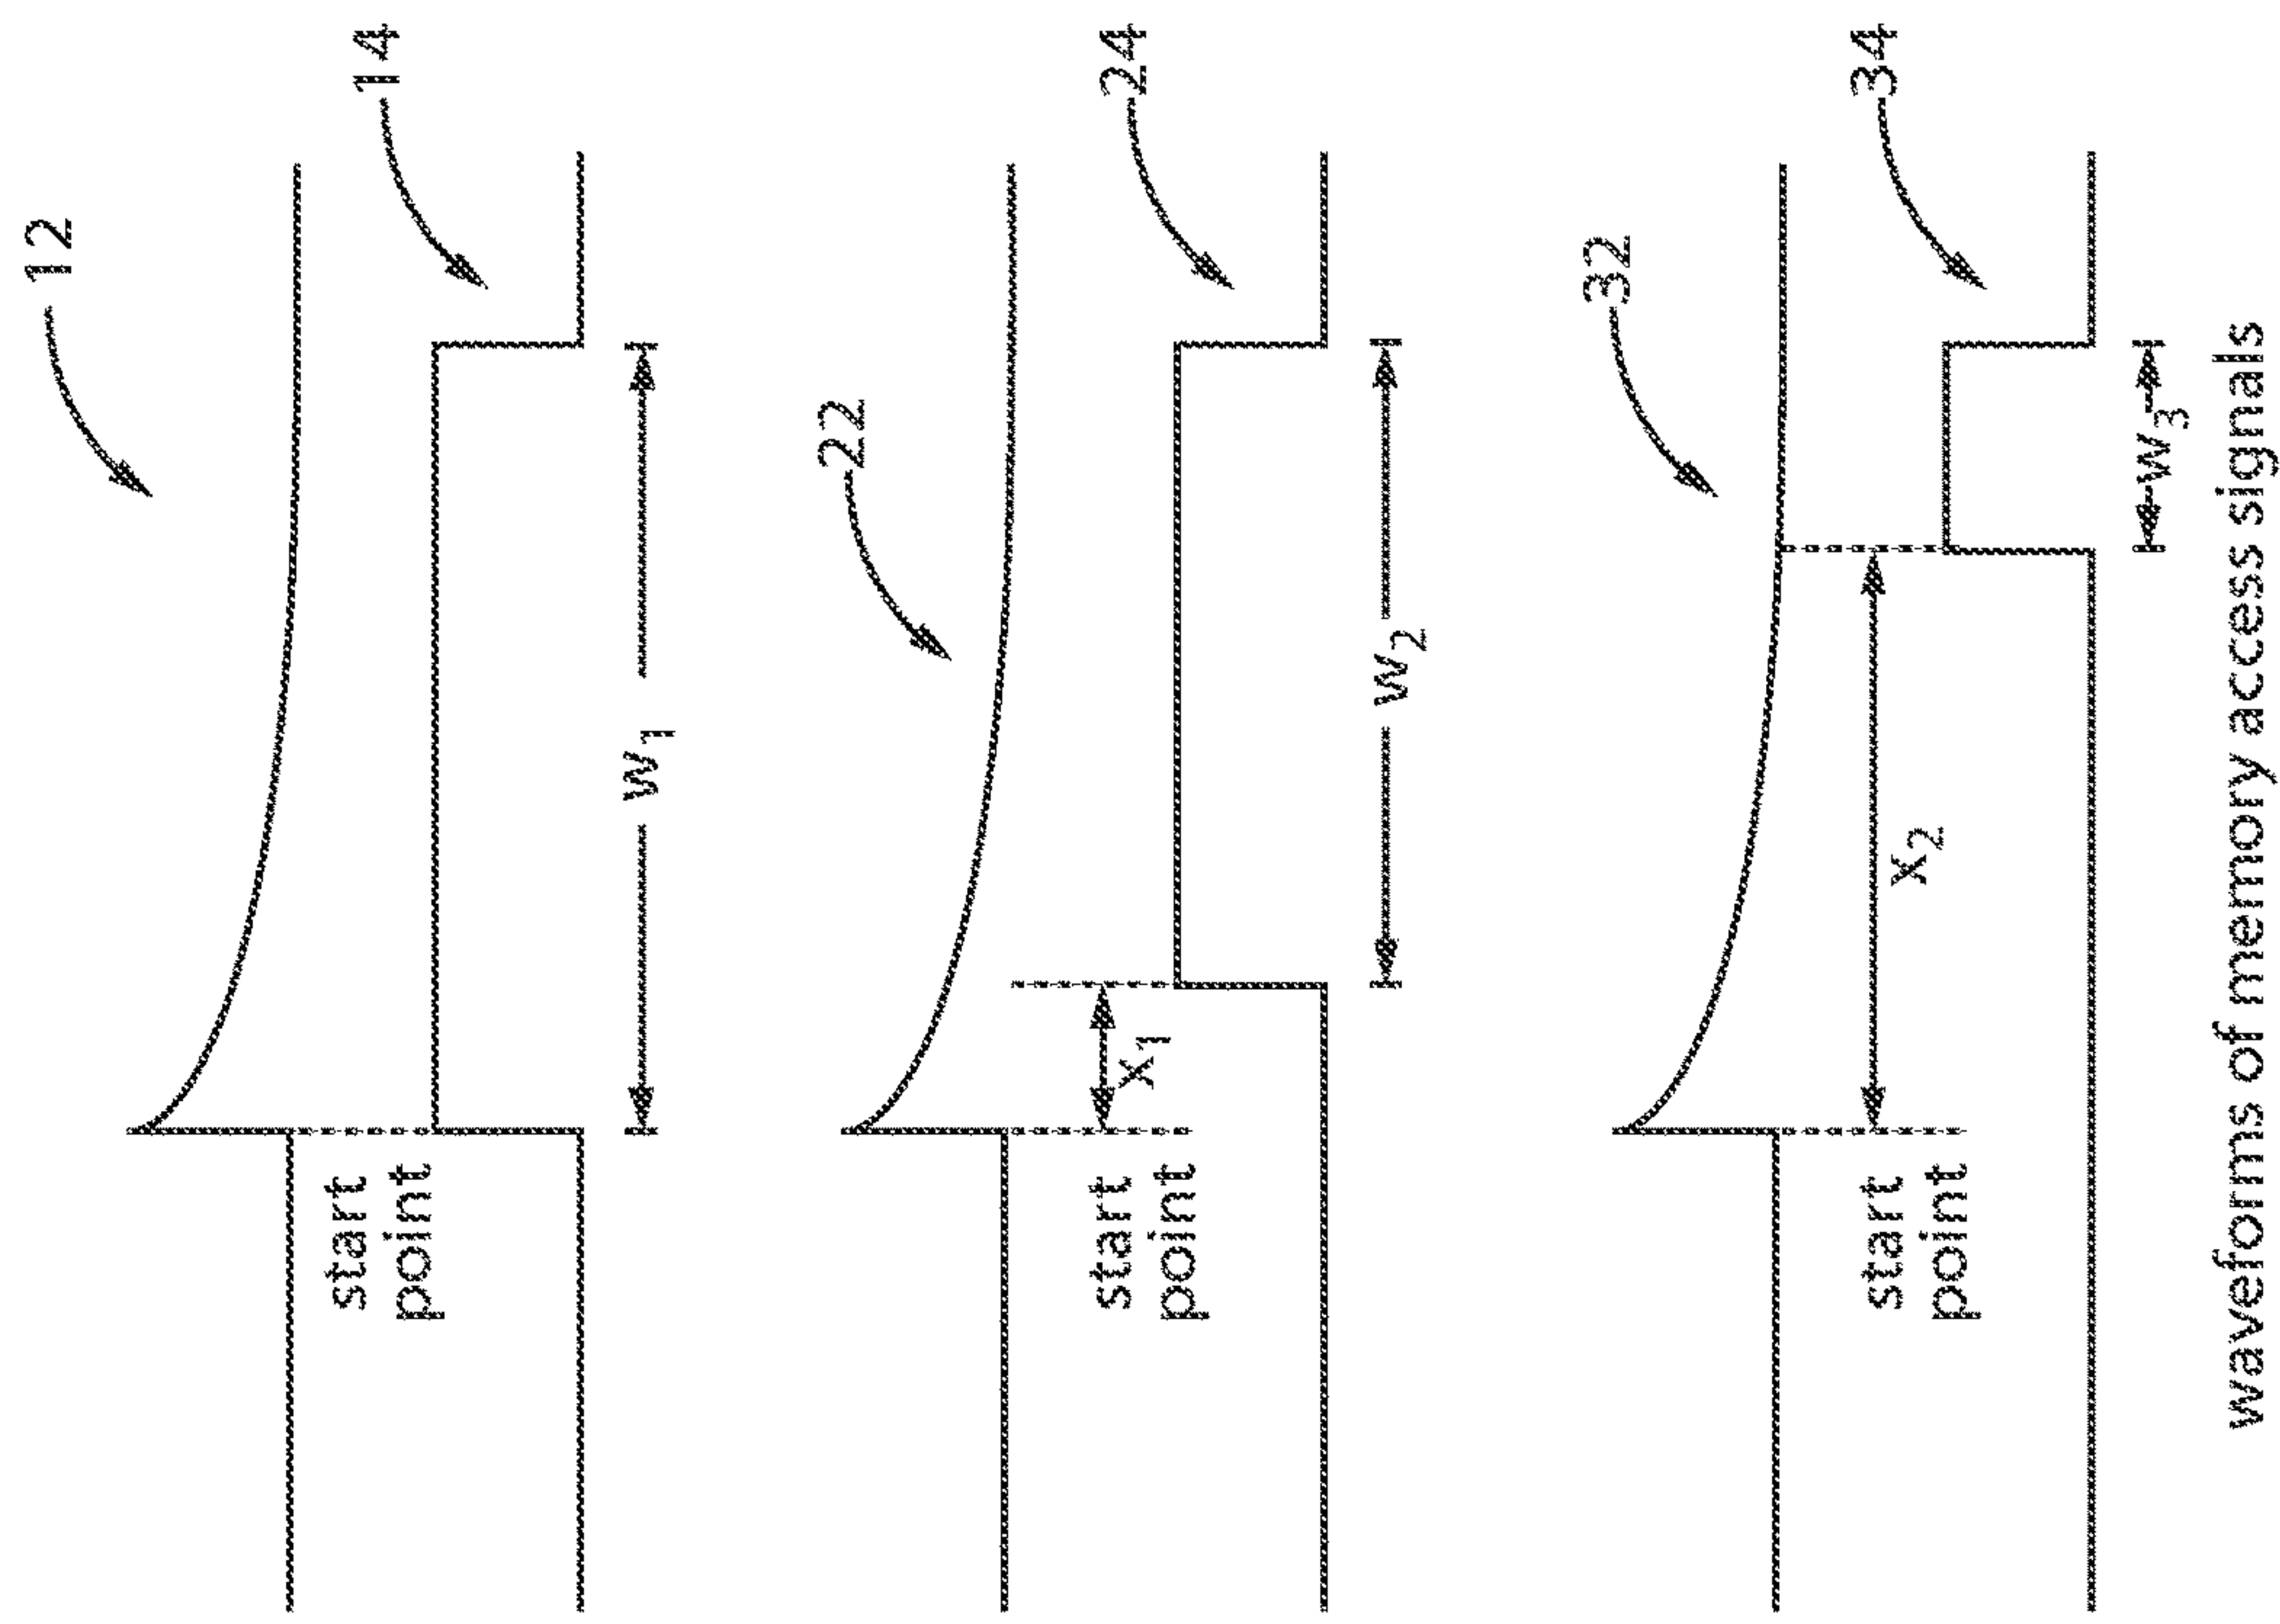 12
14
start
point
w1
22
24
start
point
x1
w2
32
34
start
point
x2
w3
waveforms of memory access signals